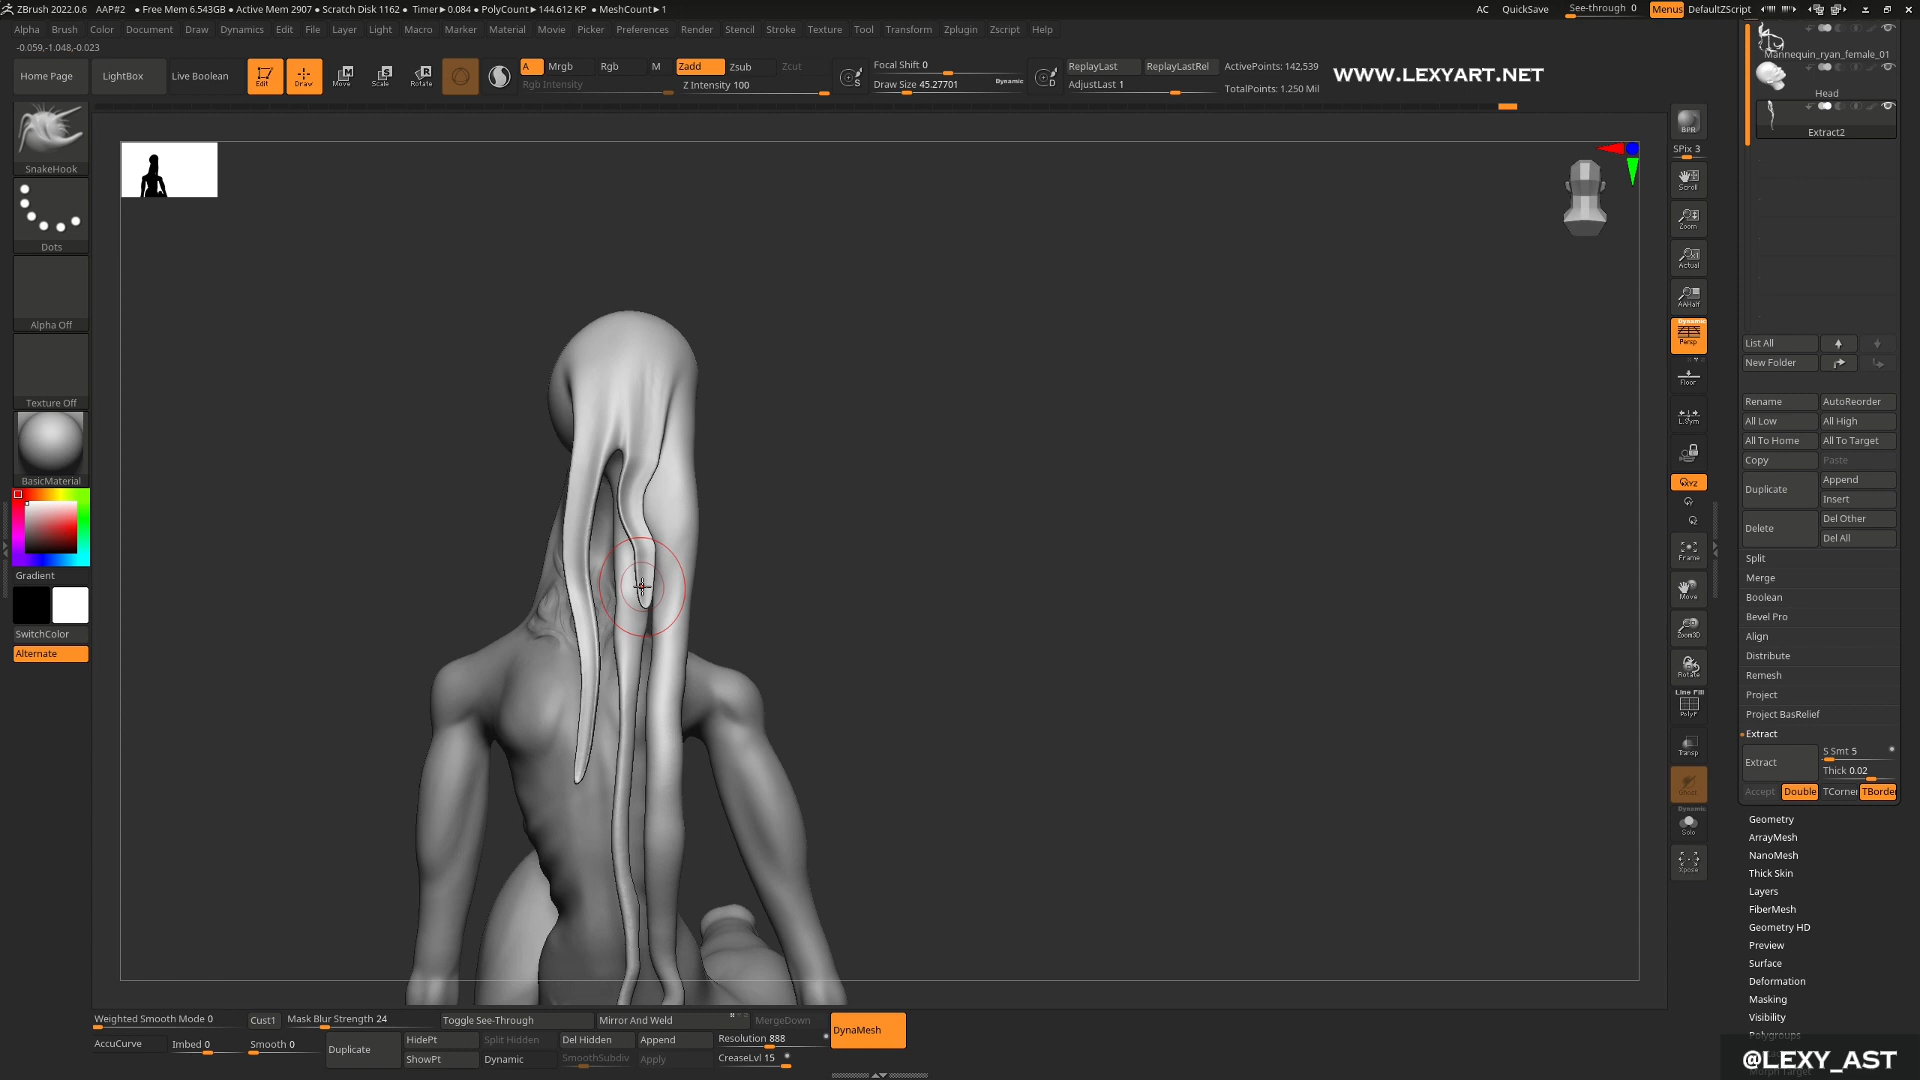 ZBrush 2022.0.6 AAP#2 ● Free Mem 6.543GB ● Active Mem 2907 ● Scratch Disk 1162 ● Timer►0.084 ● PolyCount►144.612 KP ● MeshCount►1
AC QuickSave See-through 0 Menus DefaultZScript
Alpha Brush Color Document Draw Dynamics Edit File Layer Light Macro Marker Material Movie Picker Preferences Render Stencil Stroke Texture Tool Transform Zplugin Zscript Help
-0.059,-1.048,-0.023
Home Page LightBox Live Boolean
Edit Draw Move Scale Rotate
A Mrgb Rgb M Zadd Zsub Zcut
Rgb Intensity Z Intensity 100
S Focal Shift 0
Draw Size 45.27701 Dynamic
D ReplayLast ReplayLastRel
AdjustLast 1
ActivePoints: 142.539
TotalPoints: 1.250 Mil
WWW.LEXYART.NET
SnakeHook
Dots
Alpha Off
Texture Off
BasicMaterial
Gradient
SwitchColor
Alternate
BPR
SPix 3
Scroll
Zoom
Actual
AAHalf
Dynamic
Persp
Floor
L.Sym
XYZ
Frame
Move
Zoom3D
Rotate
Line Fill
PolyF
Transp
Ghost
Dynamic
Solo
Xpose
Mannequin_ryan_female_01
Head
Extract2
List All
New Folder
Rename AutoReorder
All Low All High
All To Home All To Target
Copy Paste
Duplicate Append
Insert
Delete Del Other
Del All
Split
Merge
Boolean
Bevel Pro
Align
Distribute
Remesh
Project
Project BasRelief
Extract
Extract S Smt 5
Thick 0.02
Accept Double TCorner TBorder
Geometry
ArrayMesh
NanoMesh
Thick Skin
Layers
FiberMesh
Geometry HD
Preview
Surface
Deformation
Masking
Visibility
Polygroups
Morph Target
@LEXY_AST
Weighted Smooth Mode 0 Cust1 Mask Blur Strength 24 Toggle See-Through Mirror And Weld MergeDown DynaMesh
AccuCurve Imbed 0 Smooth 0 Duplicate HidePt Split Hidden Del Hidden Append Resolution 888
ShowPt Dynamic SmoothSubdiv Apply CreaseLvl 15